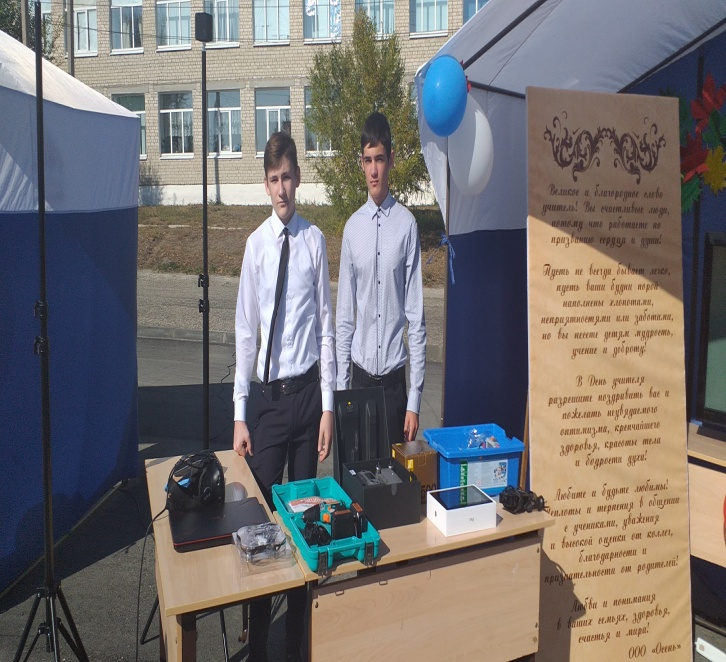 Великое и благородное слово
учитель! Вы счастливые люди,
потому что работаете по
призванию сердца и души!
Пусть не всегда бывает легко,
пусть ваши будни порой
наполнены хлопотами,
неприятностями или заботами,
но вы несете детям мудрость,
учение и доброту!
В День учителя
разрешите поздравить вас и
пожелать неувядаемого
оптимизма, крепчайшего
здоровья, красоты тела
и бодрости духа!
Любите и будьте любимы!
Теплоты и терпения в общении
с учениками, уважения
и высокой оценки от коллег,
благодарности и
признательности от родителей!
Любви и понимания
в ваших семьях, здоровья,
счастья и мира!
ООО «Осень»